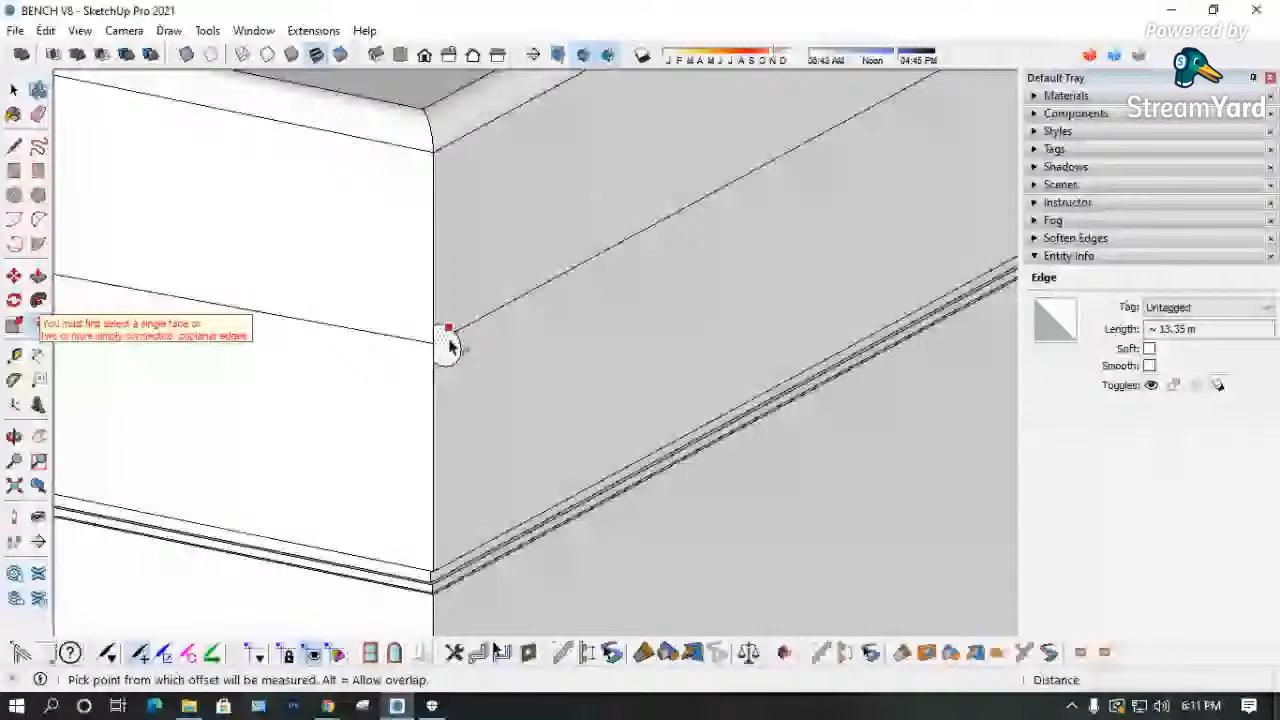 BENCH V8 - SketchUp Pro 2021
File Edit View Camera Draw Tools Window Extensions Help
Powered by
StreamYard
J F M A M J J A S O N D
06:43 AM Noon 04:45 PM
Default Tray
Materials
Components
Styles
Tags
Shadows
Scenes
Instructor
Fog
Soften Edges
Entity Info
Edge
Tag: Untagged
Length: ~ 13.35 m
Soft:
Smooth:
Toggles:
You must first select a single face or
two or more simply connected, coplanar edges.
Pick point from which offset will be measured. Alt = Allow overlap.
Distance
6:11 PM